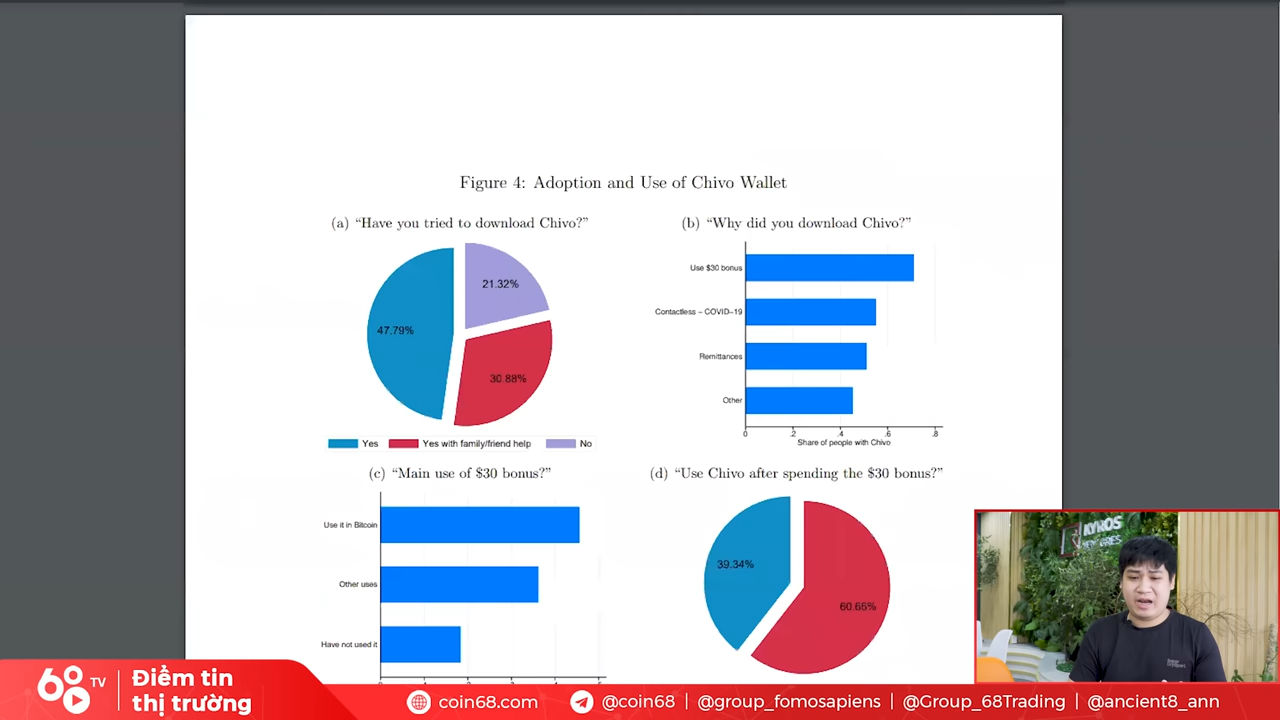 Figure 4: Adoption and Use of Chivo Wallet
(a) “Have you tried to download Chivo?”
21.32%
47.79%
30.88%
Yes
Yes with family/friend help
No
(b) “Why did you download Chivo?”
Use $30 bonus
Contactless – COVID–19
Remittances
Other
0 .2 .4 .6 .8
Share of people with Chivo
(c) “Main use of $30 bonus?”
Use it in Bitcoin
Other uses
Have not used it
(d) “Use Chivo after spending the $30 bonus?”
39.34%
60.66%
KYROS
68 TV
Điểm tin
thị trường
coin68.com
@coin68 | @group_fomosapiens | @Group_68Trading | @ancient8_ann